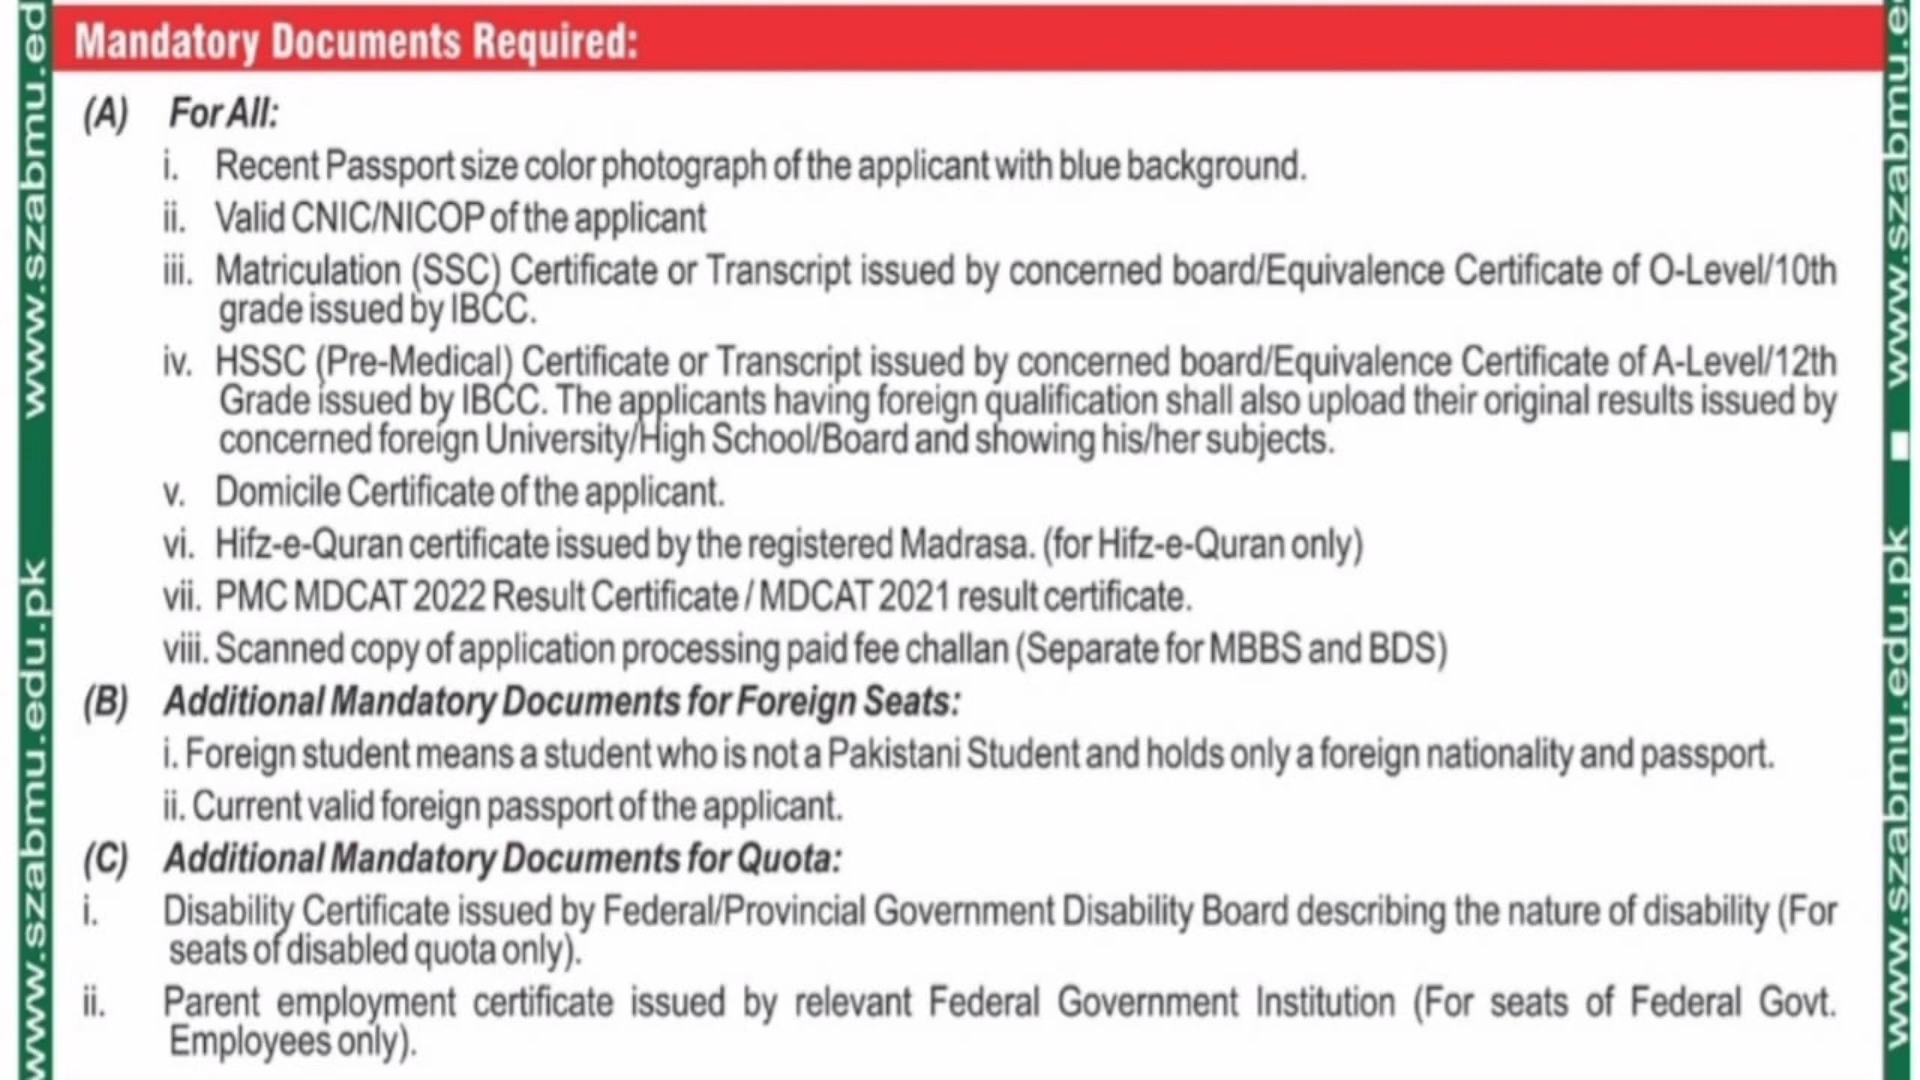 Mandatory Documents Required:
(A) For All:
i. Recent Passport size color photograph of the applicant with blue background.
ii. Valid CNIC/NICOP of the applicant
iii. Matriculation (SSC) Certificate or Transcript issued by concerned board/Equivalence Certificate of O-Level/10th
grade issued by IBCC.
iv. HSSC (Pre-Medical) Certificate or Transcript issued by concerned board/Equivalence Certificate of A-Level/12th
Grade issued by IBCC. The applicants having foreign qualification shall also upload their original results issued by
concerned foreign University/High School/Board and showing his/her subjects.
v. Domicile Certificate of the applicant.
vi. Hifz-e-Quran certificate issued by the registered Madrasa. (for Hifz-e-Quran only)
vii. PMC MDCAT 2022 Result Certificate / MDCAT 2021 result certificate.
viii. Scanned copy of application processing paid fee challan (Separate for MBBS and BDS)
(B) Additional Mandatory Documents for Foreign Seats:
i. Foreign student means a student who is not a Pakistani Student and holds only a foreign nationality and passport.
ii. Current valid foreign passport of the applicant.
(C) Additional Mandatory Documents for Quota:
i. Disability Certificate issued by Federal/Provincial Government Disability Board describing the nature of disability (For
seats of disabled quota only).
ii. Parent employment certificate issued by relevant Federal Government Institution (For seats of Federal Govt.
Employees only).
www.szabmu.ed
www.szabmu.edu.pk
www.szabmu.e
www.szabmu.edu.pk